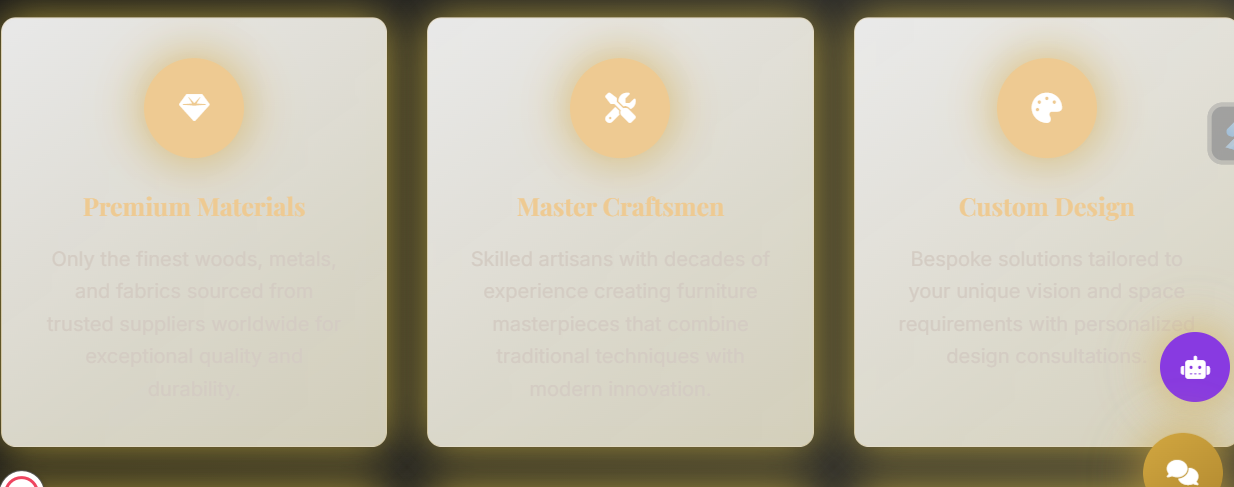 Premium Materials
Only the finest woods, metals,
and fabrics sourced from
trusted suppliers worldwide for
exceptional quality and
durability.
Master Craftsmen
Skilled artisans with decades of
experience creating furniture
masterpieces that combine
traditional techniques with
modern innovation.
Custom Design
Bespoke solutions tailored to
your unique vision and space
requirements with personalized
design consultations.